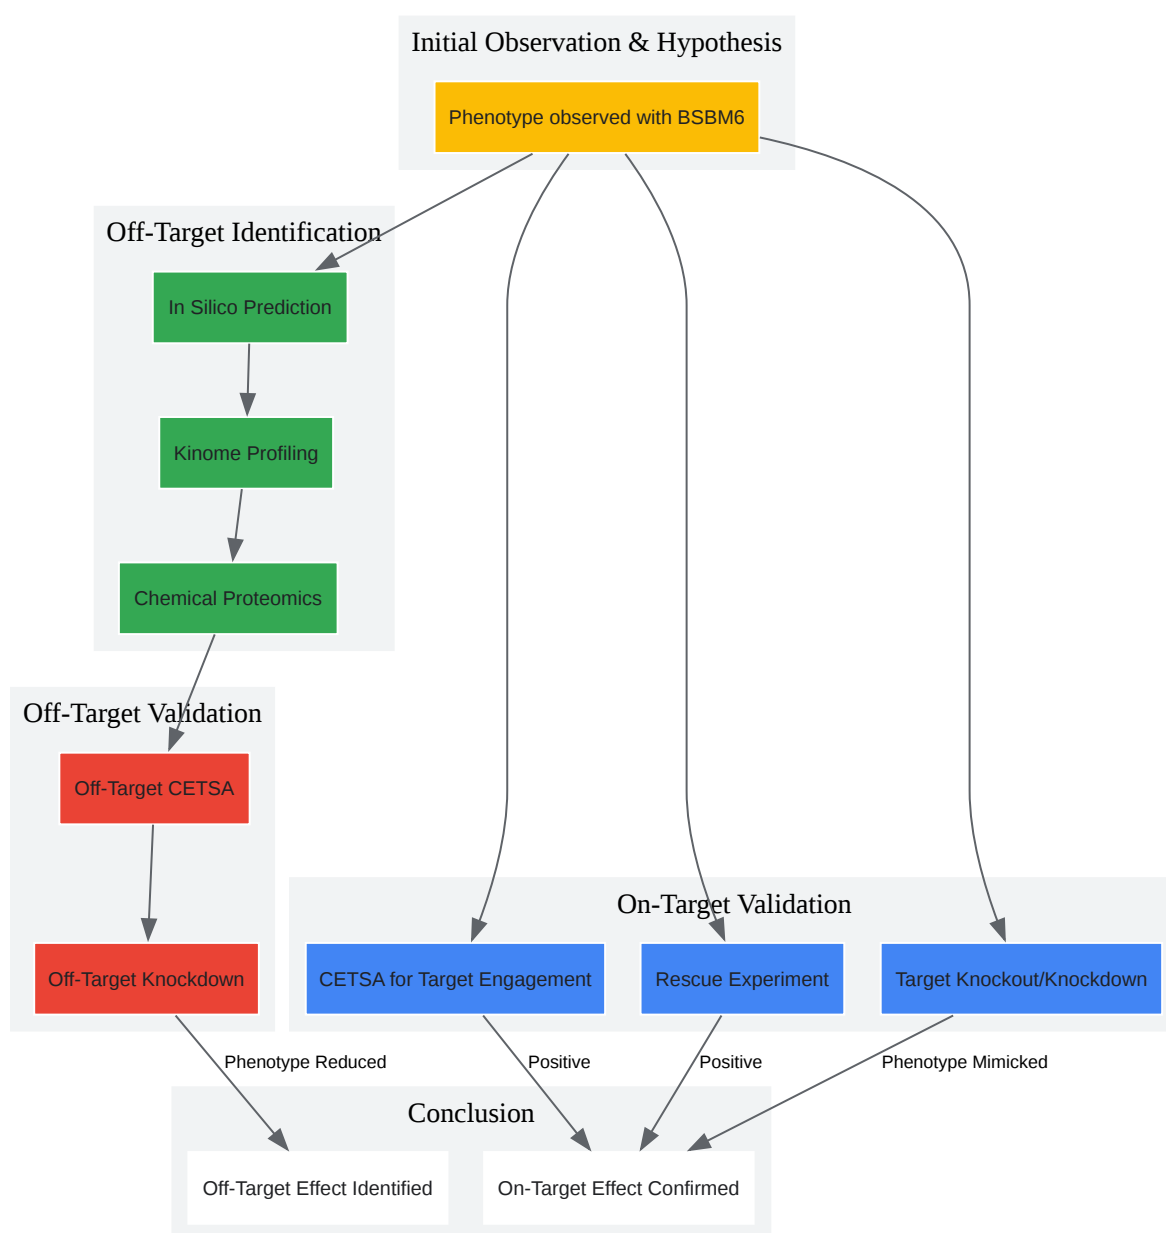 Initial Observation & Hypothesis
Phenotype observed with BSBM6
Off-Target Identification
In Silico Prediction
Kinome Profiling
Chemical Proteomics
Off-Target Validation
Off-Target CETSA
Off-Target Knockdown
On-Target Validation
CETSA for Target Engagement
Rescue Experiment
Target Knockout/Knockdown
Phenotype Reduced
Positive
Positive
Phenotype Mimicked
Conclusion
Off-Target Effect Identified
On-Target Effect Confirmed